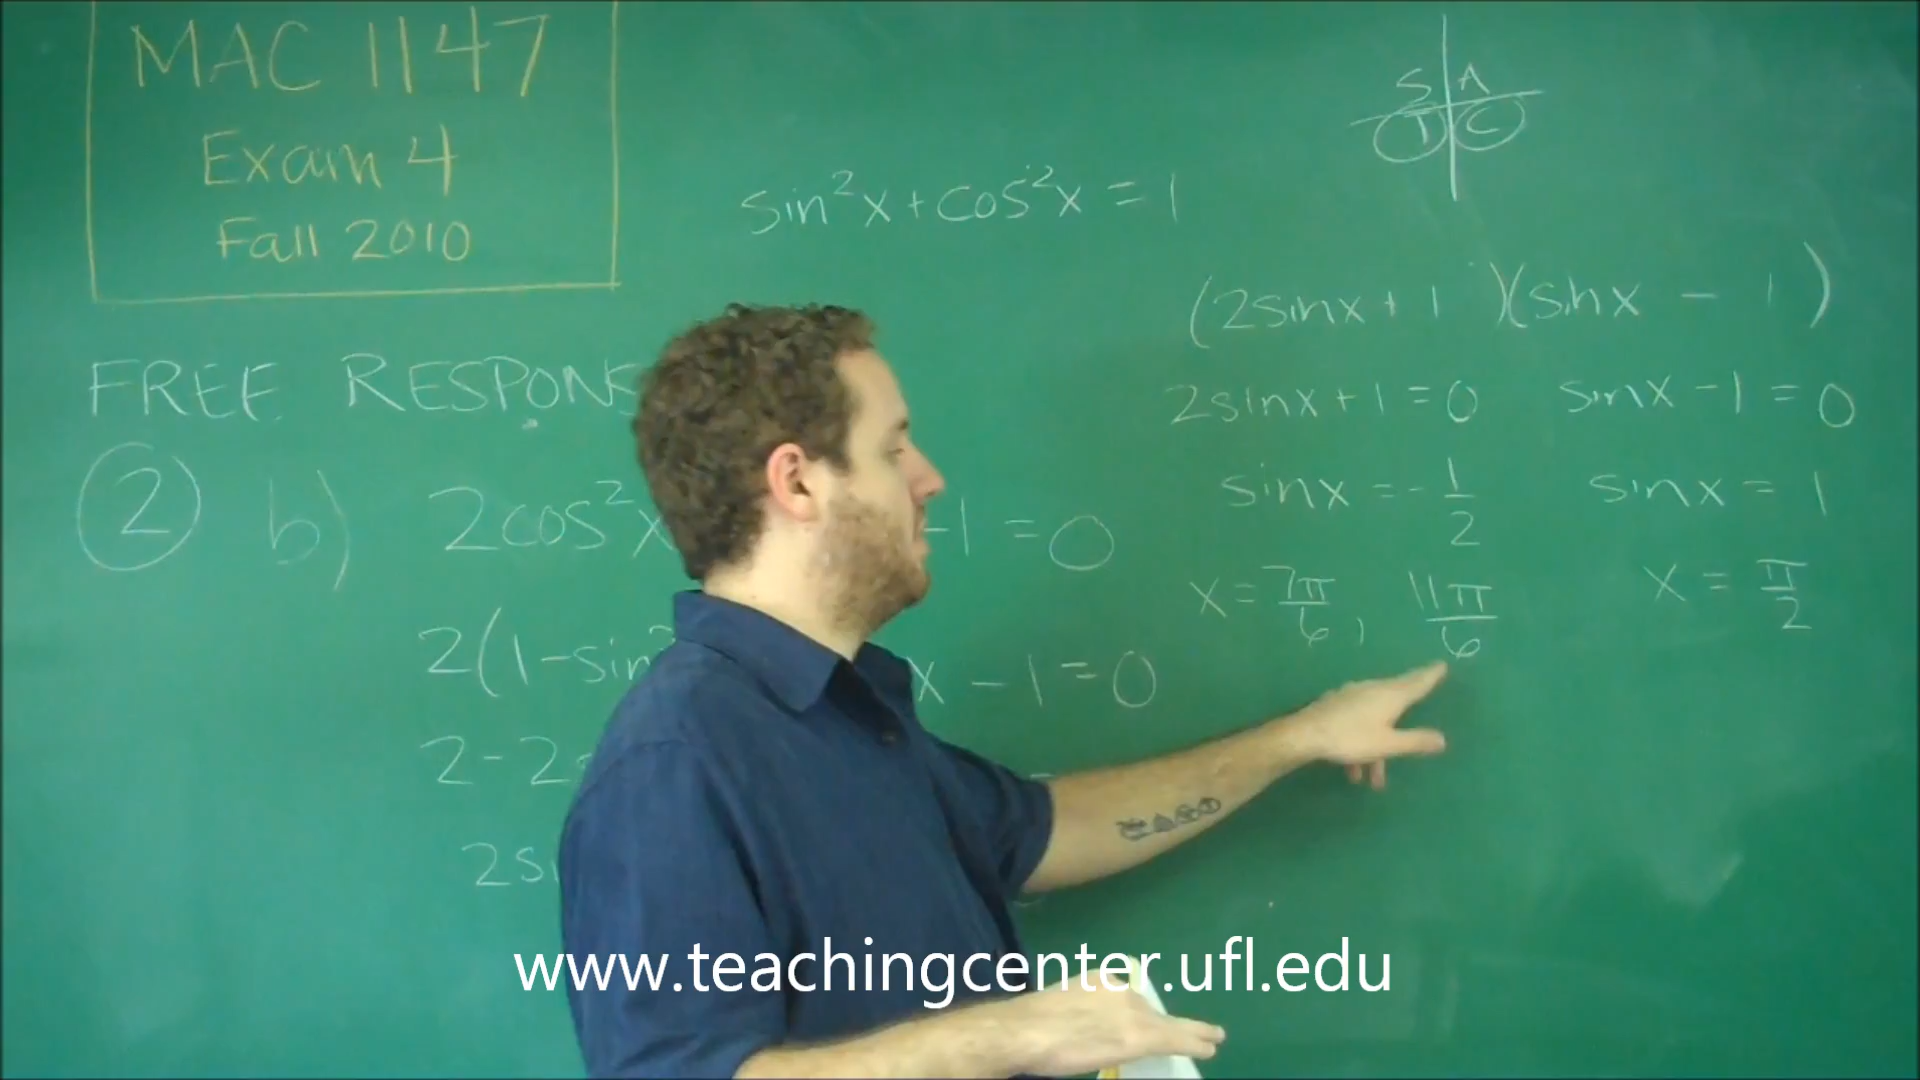 MAC 1147
Exam 4
Fall 2010
S A
T C
sin²x + cos²x = 1
(2sinx + 1 )(sinx - 1 )
FREE RESPONS
2sinx + 1 = 0 sinx - 1 = 0
2 b) 2cos²x -1 = 0
sinx = -1/2 sinx = 1
x = 7π/6, 11π/6 x = π/2
2(1-sin² x - 1 = 0
2-2
2si
www.teachingcenter.ufl.edu